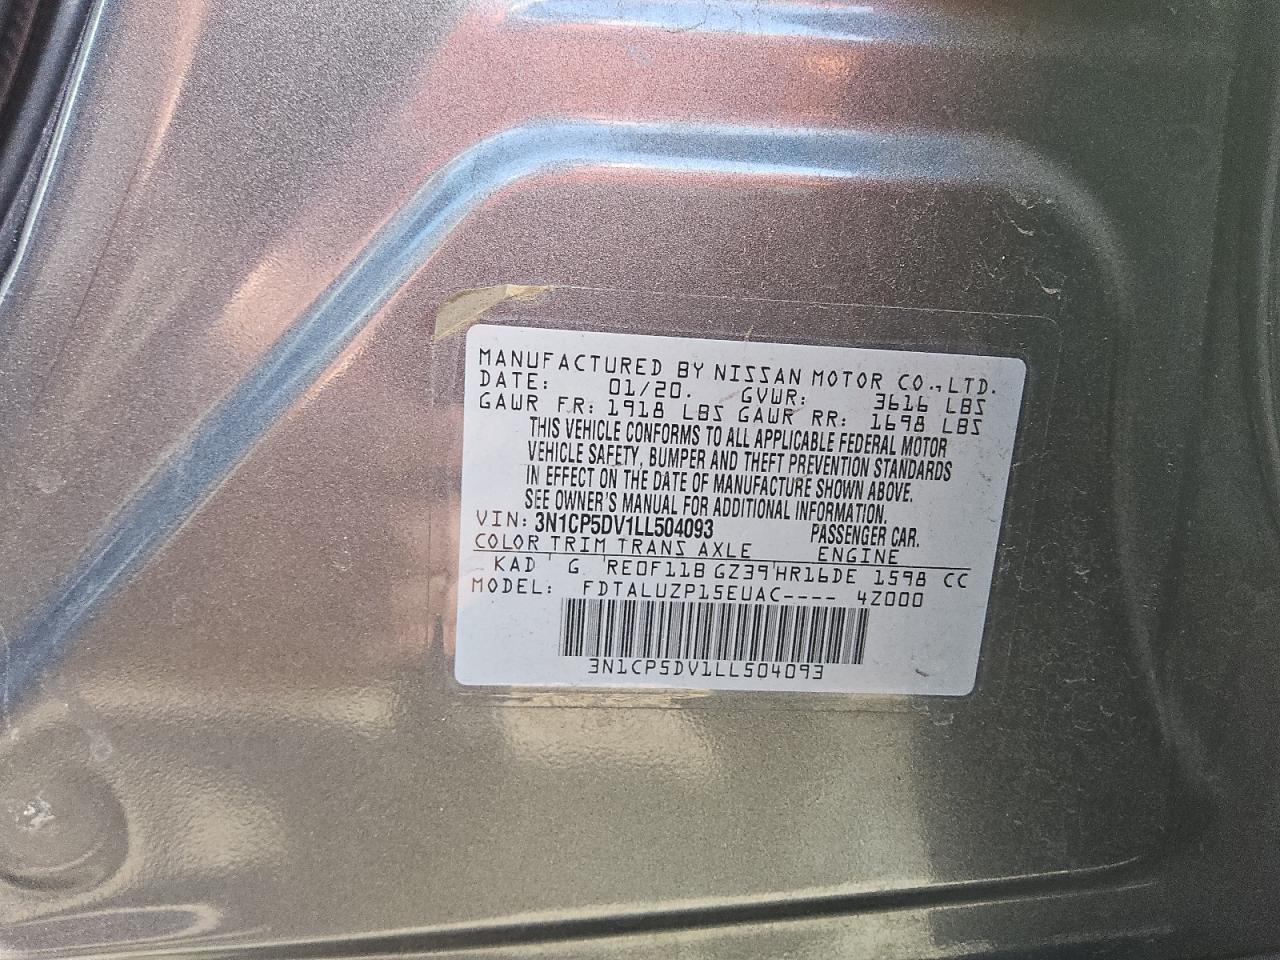 MANUFACTURED BY NISSAN MOTOR CO.,LTD.
DATE: 01/20. GVWR: 3616 LBS
GAWR FR: 1918 LBS GAWR RR: 1698 LBS
THIS VEHICLE CONFORMS TO ALL APPLICABLE FEDERAL MOTOR
VEHICLE SAFETY, BUMPER AND THEFT PREVENTION STANDARDS
IN EFFECT ON THE DATE OF MANUFACTURE SHOWN ABOVE.
SEE OWNER'S MANUAL FOR ADDITIONAL INFORMATION.
VIN: 3N1CP5DV1LL504093 PASSENGER CAR.
COLOR TRIM TRANS AXLE ENGINE
KAD G RE0F11B GZ39 HR16DE 1598 CC
MODEL: FDTALUZP15EUAC---- 4Z000
3N1CP5DV1LL504093